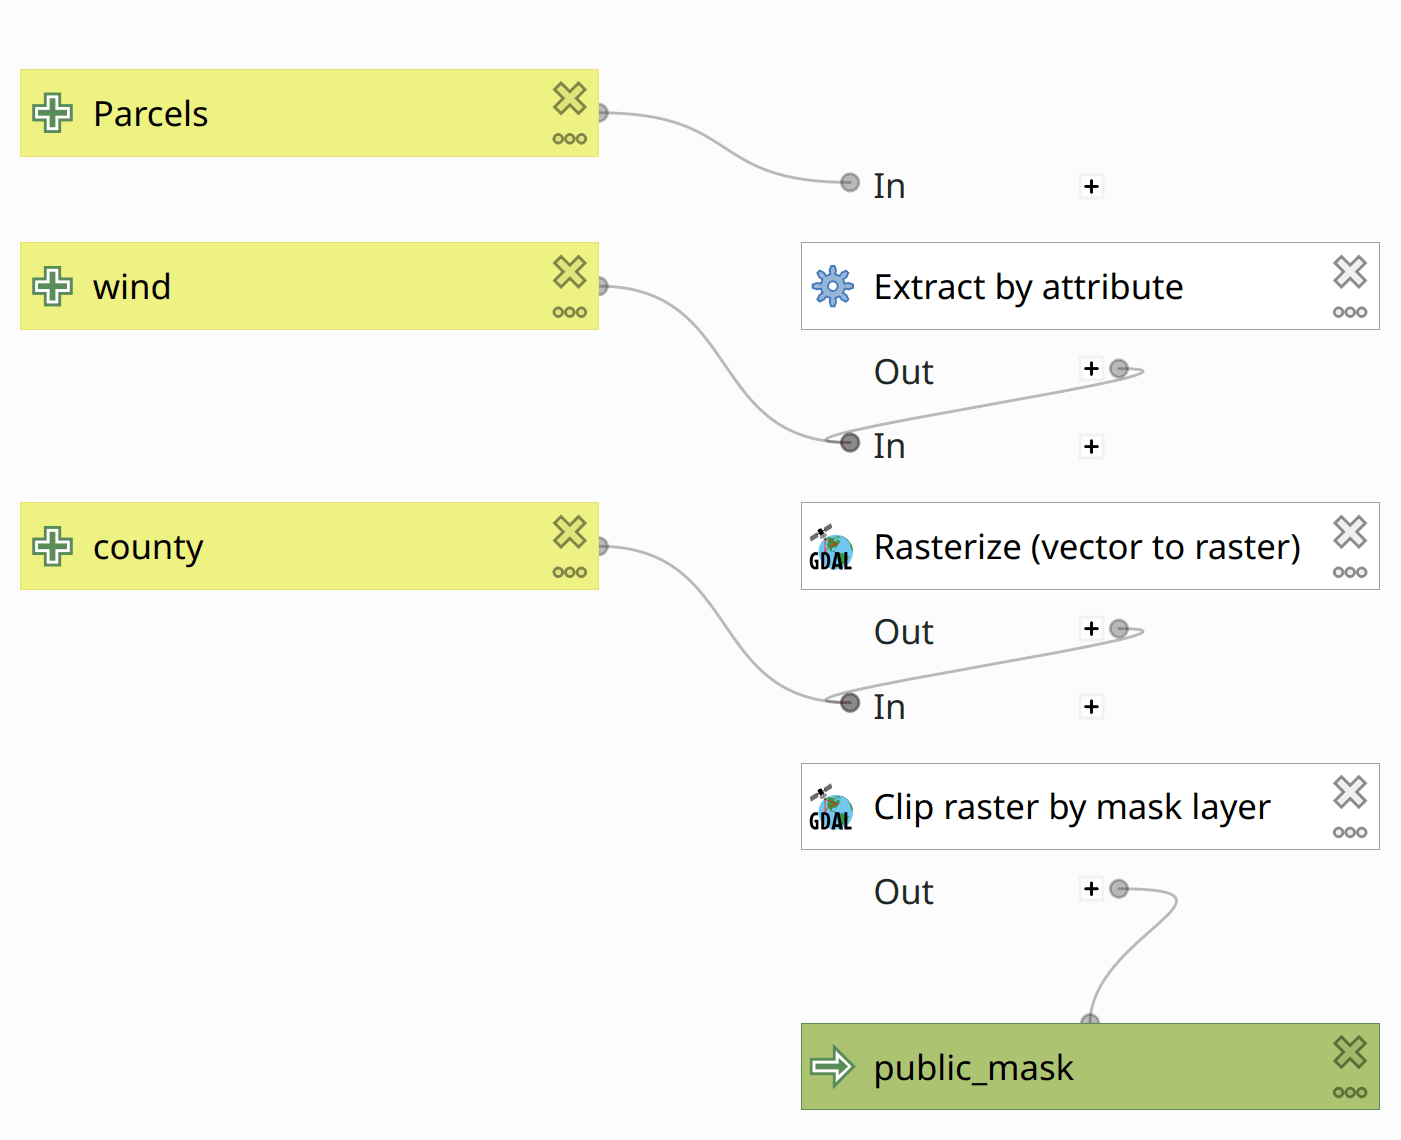 Parcels
In
wind
Extract by attribute
Out
In
county
GDAL
Rasterize (vector to raster)
Out
In
GDAL
Clip raster by mask layer
Out
public_mask